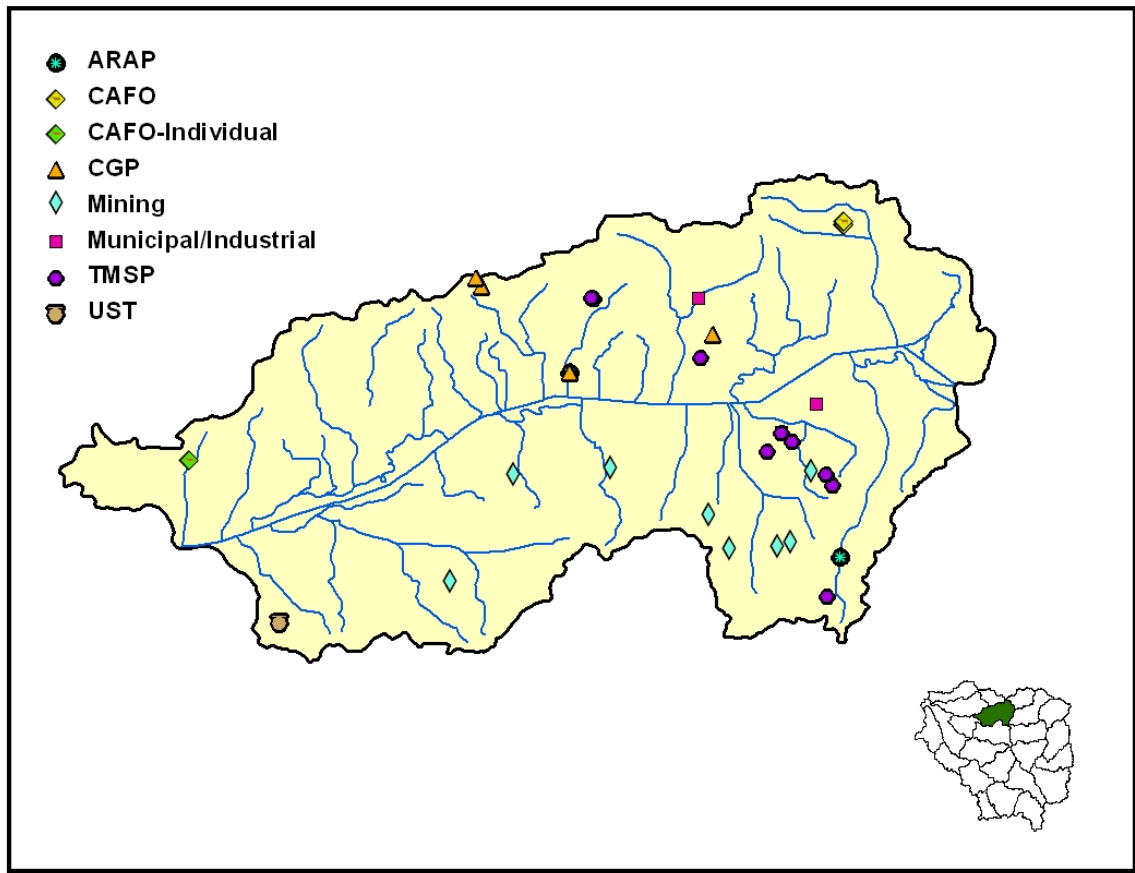 ARAP
CAFO
CAFO-Individual
CGP
Mining
Municipal/Industrial
TMSP
UST